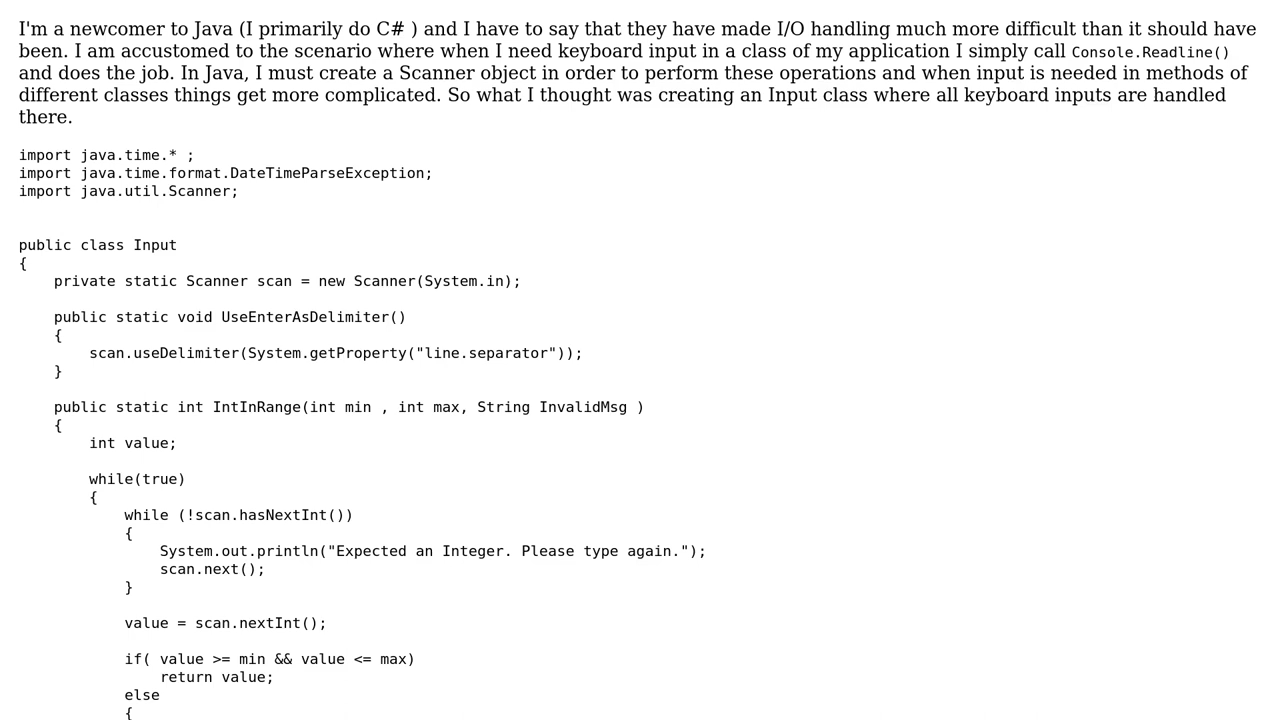 I'm a newcomer to Java (I primarily do C# ) and I have to say that they have made I/O handling much more difficult than it should have
been. I am accustomed to the scenario where when I need keyboard input in a class of my application I simply call Console.Readline()
and does the job. In Java, I must create a Scanner object in order to perform these operations and when input is needed in methods of
different classes things get more complicated. So what I thought was creating an Input class where all keyboard inputs are handled
there.
import java.time.* ;
import java.time.format.DateTimeParseException;
import java.util.Scanner;
public class Input
{
    private static Scanner scan = new Scanner(System.in);
    public static void UseEnterAsDelimiter()
    {
        scan.useDelimiter(System.getProperty("line.separator"));
    }
    public static int IntInRange(int min , int max, String InvalidMsg )
    {
        int value;
        while(true)
        {
            while (!scan.hasNextInt())
            {
                System.out.println("Expected an Integer. Please type again.");
                scan.next();
            }
            value = scan.nextInt();
            if( value >= min && value <= max)
                return value;
            else
            {